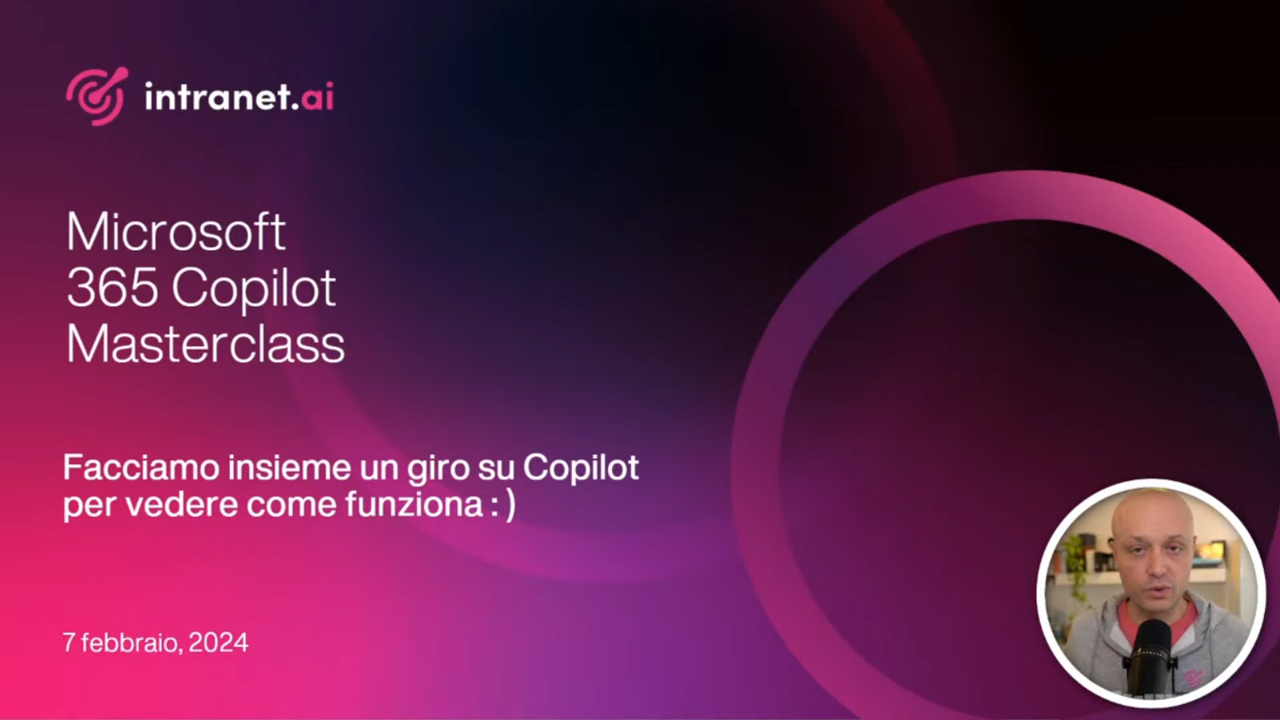 intranet.ai
Microsoft
365 Copilot
Masterclass
Facciamo insieme un giro su Copilot
per vedere come funziona : )
7 febbraio, 2024